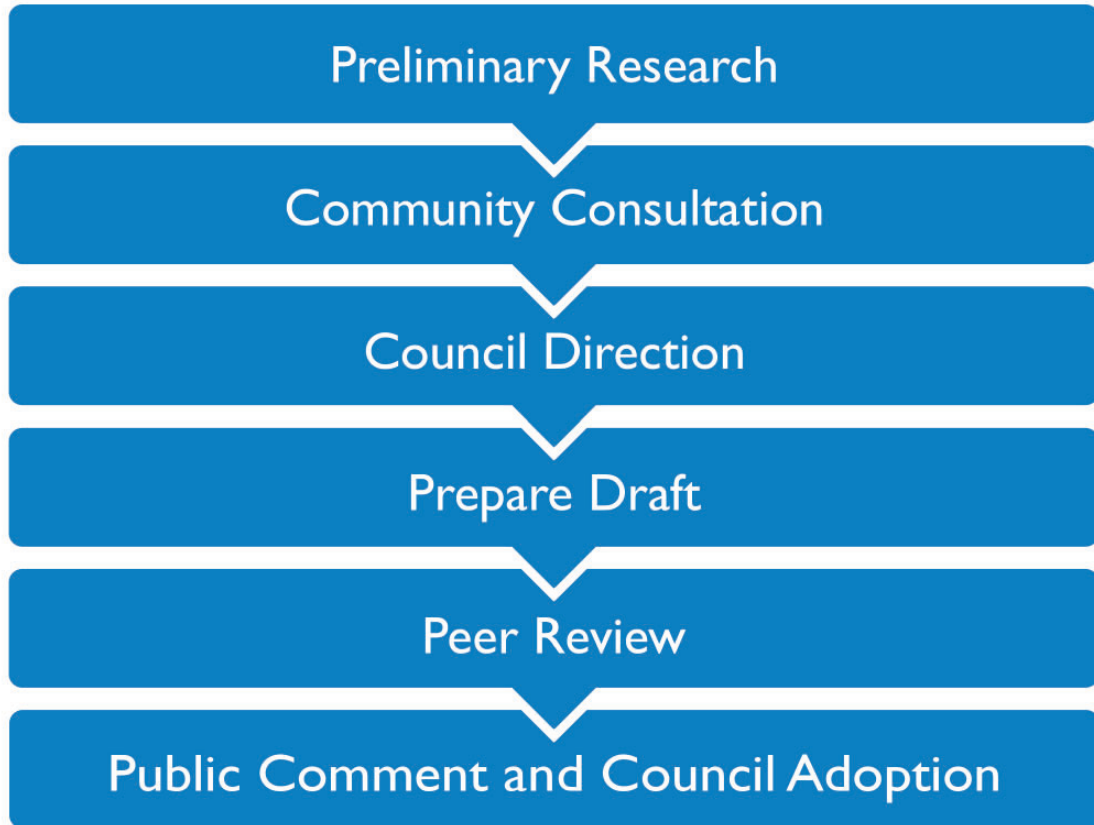 Preliminary Research
Community Consultation
Council Direction
Prepare Draft
Peer Review
Public Comment and Council Adoption